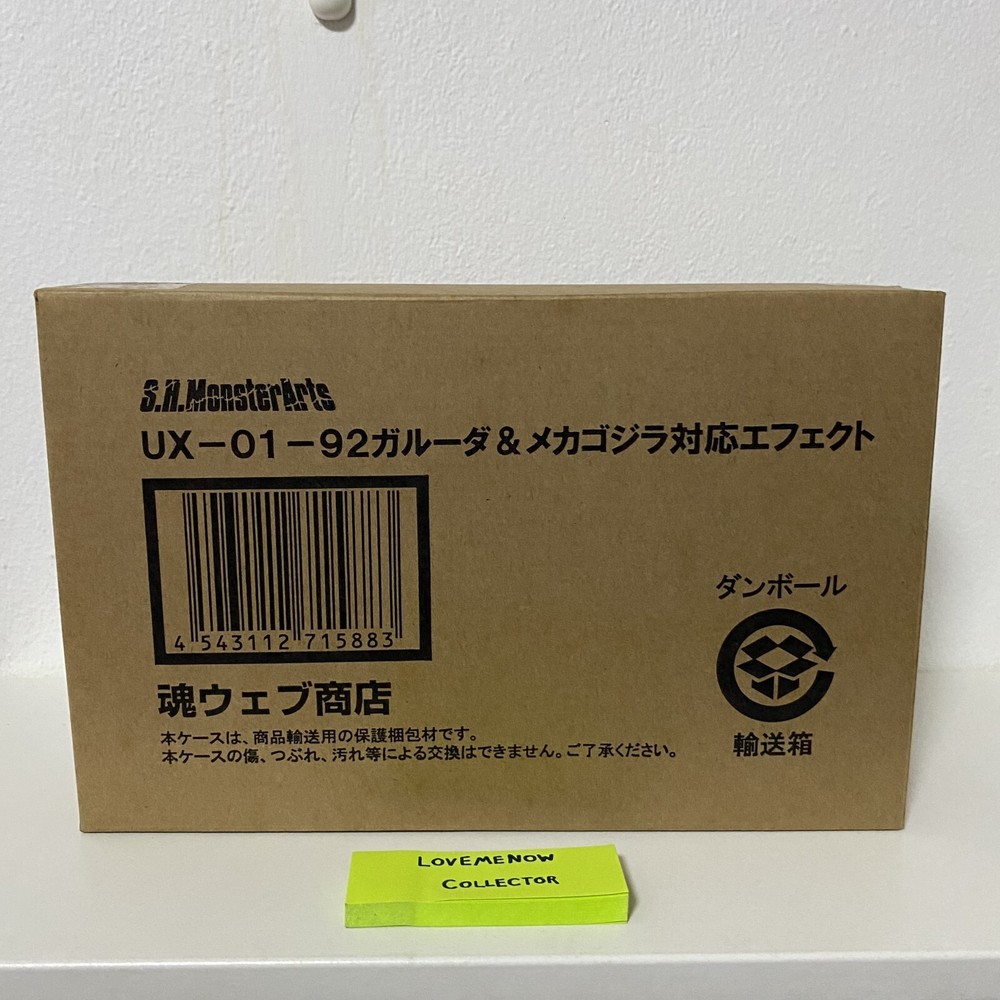 S.H.MonsterArts
UX-01-92ガルーダ&メカゴジラ対応エフェクト
4 543112 715883
ダンボール
輸送箱
魂ウェブ商店
本ケースは、商品輸送用の保護梱包材です。
本ケースの傷、つぶれ、汚れ等による交換はできません。ご了承ください。
LOVEMENOW
COLLECTOR